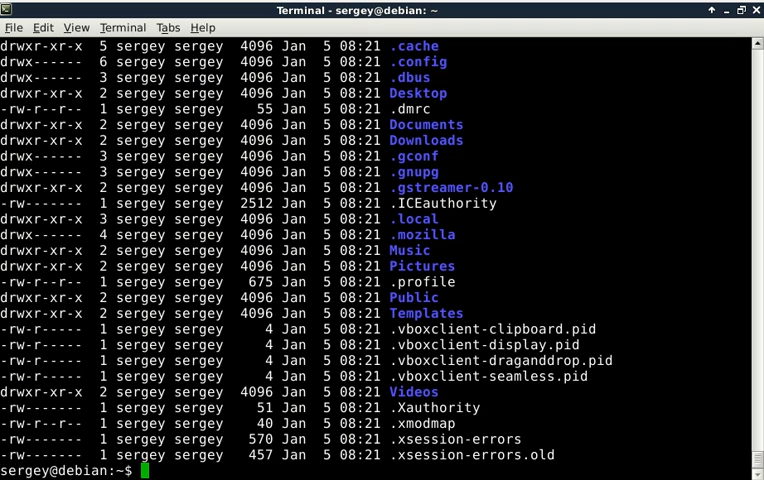 Terminal - sergey@debian: ~
File Edit View Terminal Tabs Help
drwxr-xr-x 5 sergey sergey 4096 Jan 5 08:21 .cache
drwx------ 6 sergey sergey 4096 Jan 5 08:21 .config
drwx------ 3 sergey sergey 4096 Jan 5 08:21 .dbus
drwxr-xr-x 2 sergey sergey 4096 Jan 5 08:21 Desktop
-rw-r--r-- 1 sergey sergey 55 Jan 5 08:21 .dmrc
drwxr-xr-x 2 sergey sergey 4096 Jan 5 08:21 Documents
drwxr-xr-x 2 sergey sergey 4096 Jan 5 08:21 Downloads
drwx------ 3 sergey sergey 4096 Jan 5 08:21 .gconf
drwx------ 3 sergey sergey 4096 Jan 5 08:21 .gnupg
drwxr-xr-x 2 sergey sergey 4096 Jan 5 08:21 .gstreamer-0.10
-rw------- 1 sergey sergey 2512 Jan 5 08:21 .ICEauthority
drwxr-xr-x 3 sergey sergey 4096 Jan 5 08:21 .local
drwx------ 4 sergey sergey 4096 Jan 5 08:21 .mozilla
drwxr-xr-x 2 sergey sergey 4096 Jan 5 08:21 Music
drwxr-xr-x 2 sergey sergey 4096 Jan 5 08:21 Pictures
-rw-r--r-- 1 sergey sergey 675 Jan 5 08:21 .profile
drwxr-xr-x 2 sergey sergey 4096 Jan 5 08:21 Public
drwxr-xr-x 2 sergey sergey 4096 Jan 5 08:21 Templates
-rw-r----- 1 sergey sergey 4 Jan 5 08:21 .vboxclient-clipboard.pid
-rw-r----- 1 sergey sergey 4 Jan 5 08:21 .vboxclient-display.pid
-rw-r----- 1 sergey sergey 4 Jan 5 08:21 .vboxclient-draganddrop.pid
-rw-r----- 1 sergey sergey 4 Jan 5 08:21 .vboxclient-seamless.pid
drwxr-xr-x 2 sergey sergey 4096 Jan 5 08:21 Videos
-rw------- 1 sergey sergey 51 Jan 5 08:21 .Xauthority
-rw-r--r-- 1 sergey sergey 40 Jan 5 08:21 .xmodmap
-rw------- 1 sergey sergey 570 Jan 5 08:21 .xsession-errors
-rw------- 1 sergey sergey 457 Jan 5 08:21 .xsession-errors.old
sergey@debian:~$